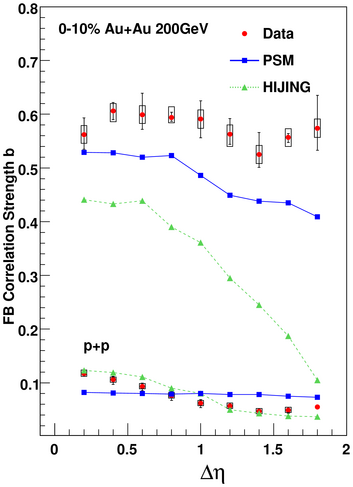 0.8
0-10% Au+Au 200GeV
Data
0.7
PSM
HIJING
0.6
0.5
0.4
0.3
0.2
p+p
0.1
FB Correlation Strength b
0 0.5 1 1.5 2
Δη